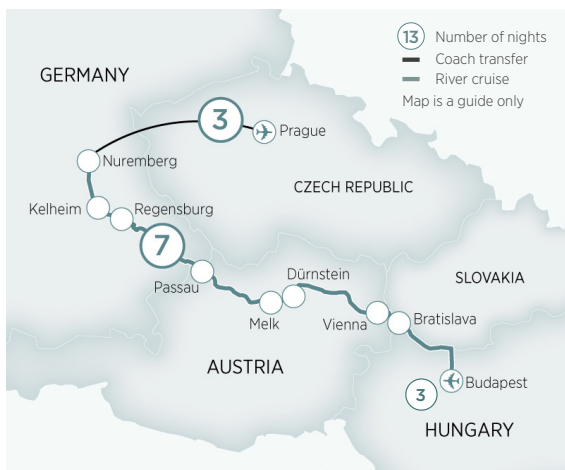 13 Number of nights
Coach transfer
River cruise
Map is a guide only
GERMANY
3
Prague
Nuremberg
CZECH REPUBLIC
Kelheim
Regensburg
7
Passau
Dürnstein
SLOVAKIA
Melk
Vienna
Bratislava
AUSTRIA
3
Budapest
HUNGARY